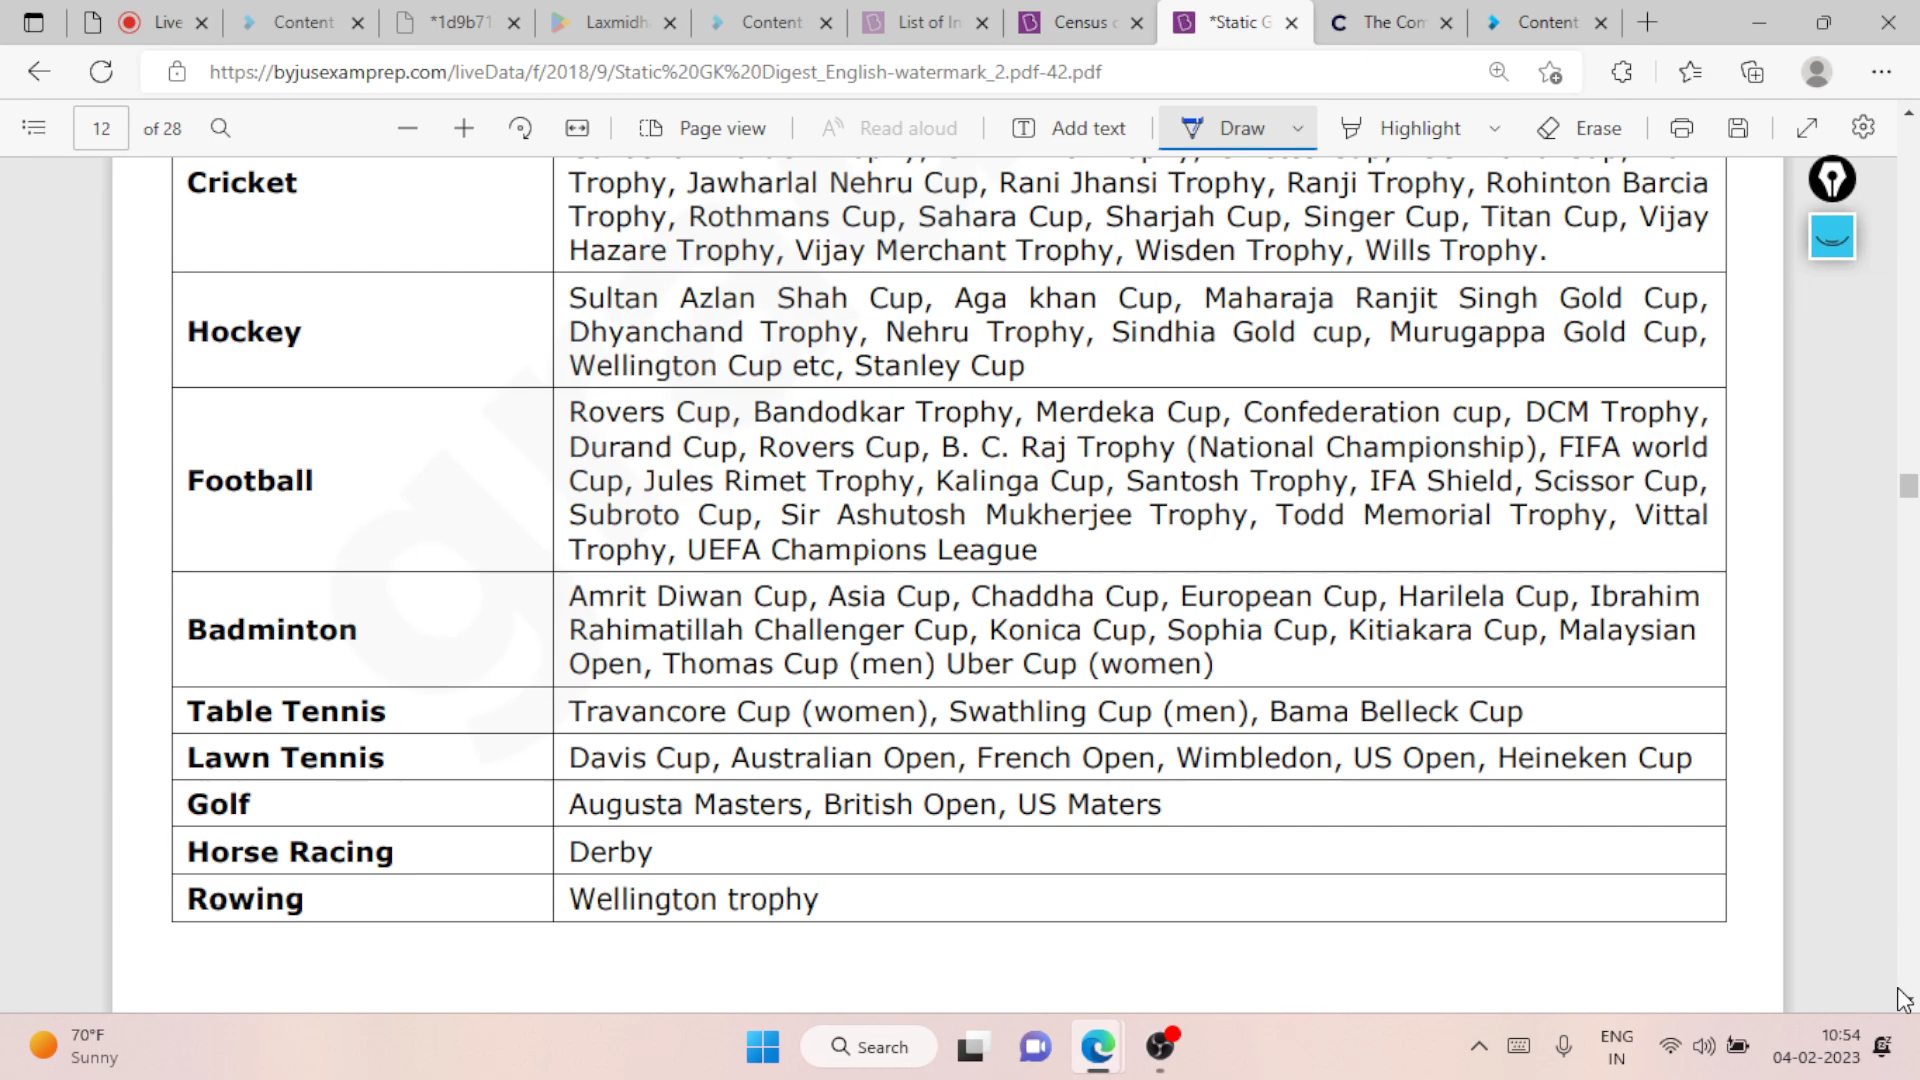 Live
Content
*1d9b71
Laxmidh
Content
List of In
Census o
*Static G
The Com
Content
https://byjusexamprep.com/liveData/f/2018/9/Static%20GK%20Digest_English-watermark_2.pdf-42.pdf
12 of 28
Page view
Read aloud
Add text
Draw
Highlight
Erase
Cricket
Trophy, Jawharlal Nehru Cup, Rani Jhansi Trophy, Ranji Trophy, Rohinton Barcia
Trophy, Rothmans Cup, Sahara Cup, Sharjah Cup, Singer Cup, Titan Cup, Vijay
Hazare Trophy, Vijay Merchant Trophy, Wisden Trophy, Wills Trophy.
Hockey
Sultan Azlan Shah Cup, Aga khan Cup, Maharaja Ranjit Singh Gold Cup,
Dhyanchand Trophy, Nehru Trophy, Sindhia Gold cup, Murugappa Gold Cup,
Wellington Cup etc, Stanley Cup
Football
Rovers Cup, Bandodkar Trophy, Merdeka Cup, Confederation cup, DCM Trophy,
Durand Cup, Rovers Cup, B. C. Raj Trophy (National Championship), FIFA world
Cup, Jules Rimet Trophy, Kalinga Cup, Santosh Trophy, IFA Shield, Scissor Cup,
Subroto Cup, Sir Ashutosh Mukherjee Trophy, Todd Memorial Trophy, Vittal
Trophy, UEFA Champions League
Badminton
Amrit Diwan Cup, Asia Cup, Chaddha Cup, European Cup, Harilela Cup, Ibrahim
Rahimatillah Challenger Cup, Konica Cup, Sophia Cup, Kitiakara Cup, Malaysian
Open, Thomas Cup (men) Uber Cup (women)
Table Tennis
Travancore Cup (women), Swathling Cup (men), Bama Belleck Cup
Lawn Tennis
Davis Cup, Australian Open, French Open, Wimbledon, US Open, Heineken Cup
Golf
Augusta Masters, British Open, US Maters
Horse Racing
Derby
Rowing
Wellington trophy
70°F
Sunny
Search
ENG
IN
10:54
04-02-2023